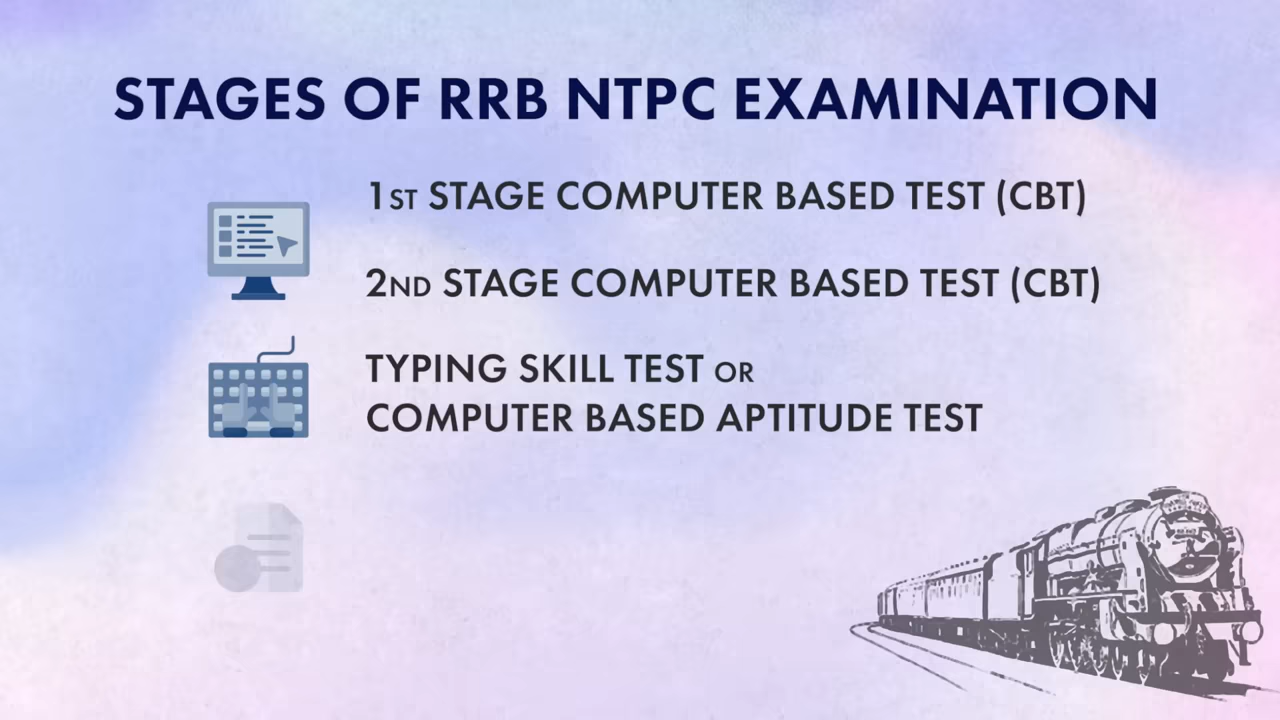 STAGES OF RRB NTPC EXAMINATION
1ST STAGE COMPUTER BASED TEST (CBT)
2ND STAGE COMPUTER BASED TEST (CBT)
TYPING SKILL TEST OR
COMPUTER BASED APTITUDE TEST